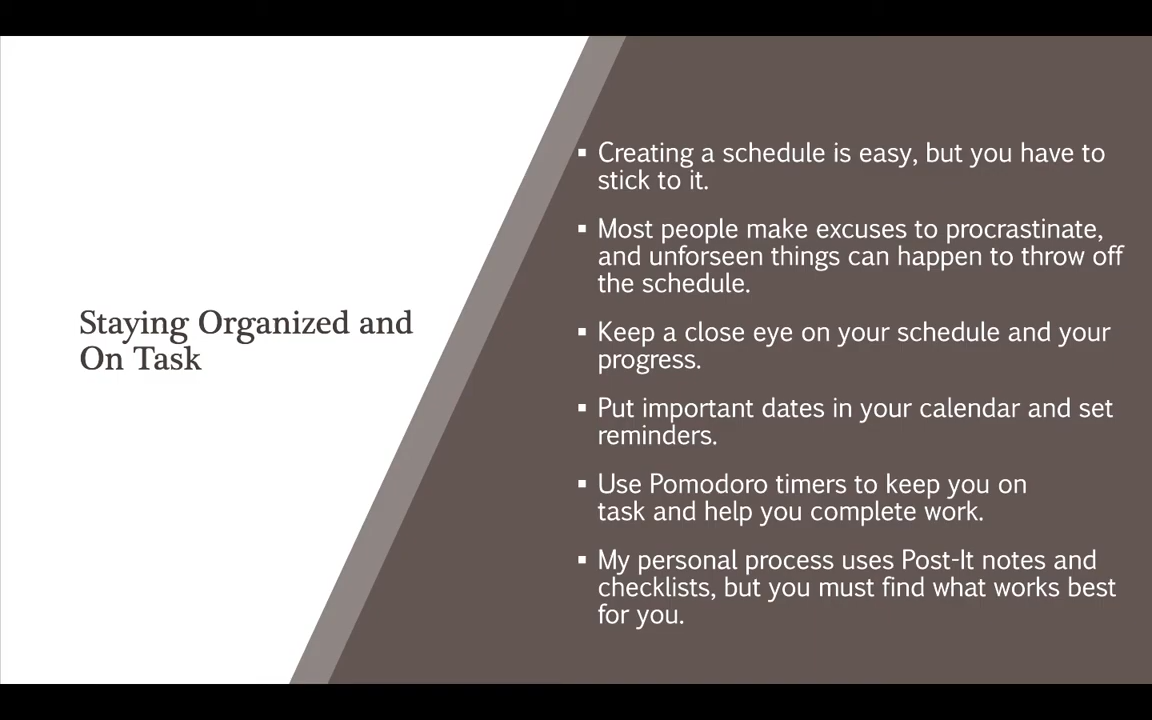 Staying Organized and
On Task
▪ Creating a schedule is easy, but you have to
stick to it.
▪ Most people make excuses to procrastinate,
and unforseen things can happen to throw off
the schedule.
▪ Keep a close eye on your schedule and your
progress.
▪ Put important dates in your calendar and set
reminders.
▪ Use Pomodoro timers to keep you on
task and help you complete work.
▪ My personal process uses Post-It notes and
checklists, but you must find what works best
for you.